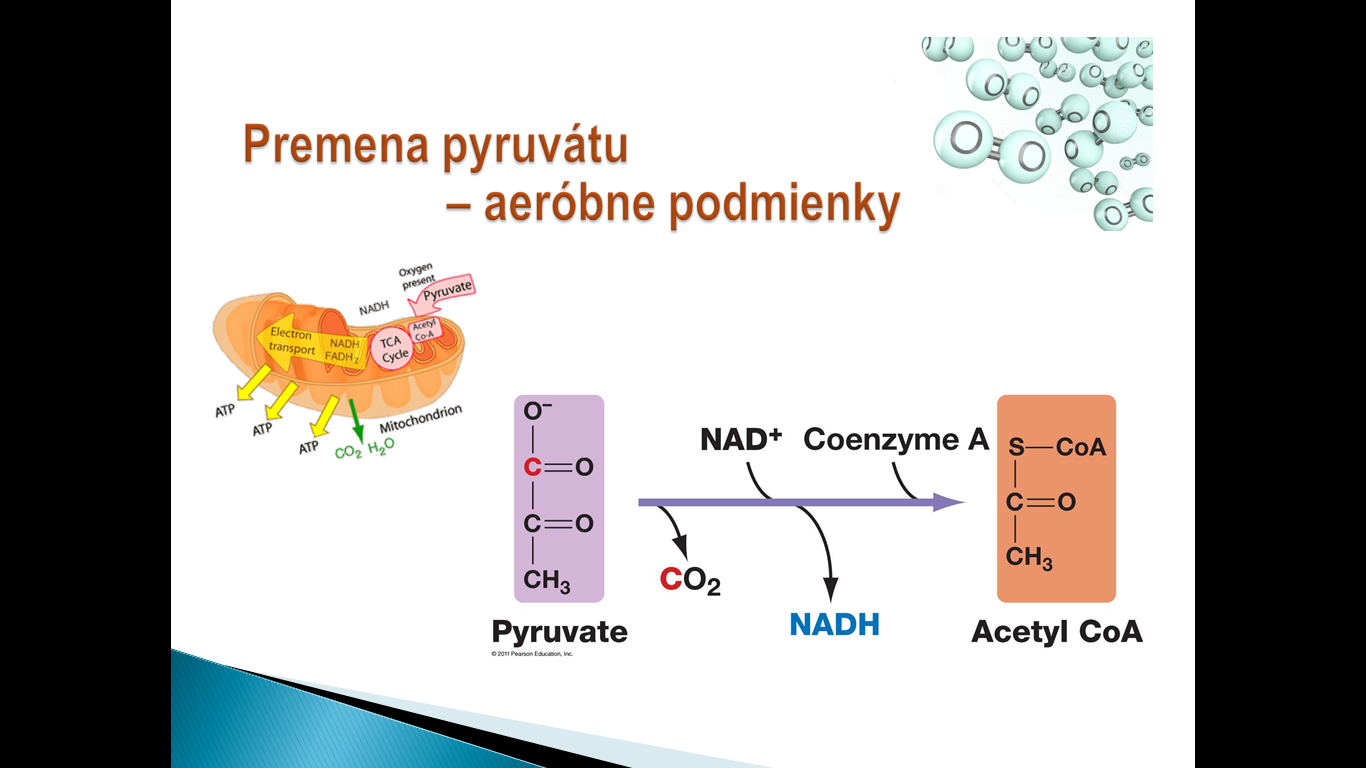 Premena pyruvátu
– aeróbne podmienky
O O
O O
O O
O O
O O
O O
O O
Oxygen
present
Pyruvate
NADH
Acetyl
Co-A
TCA
Cycle
Electron
transport
NADH
FADH2
ATP
ATP
ATP
CO2 H2O
Mitochondrion
O–
C=O
C=O
CH3
Pyruvate
© 2011 Pearson Education, Inc.
NAD+ Coenzyme A
CO2
NADH
S—CoA
C=O
CH3
Acetyl CoA